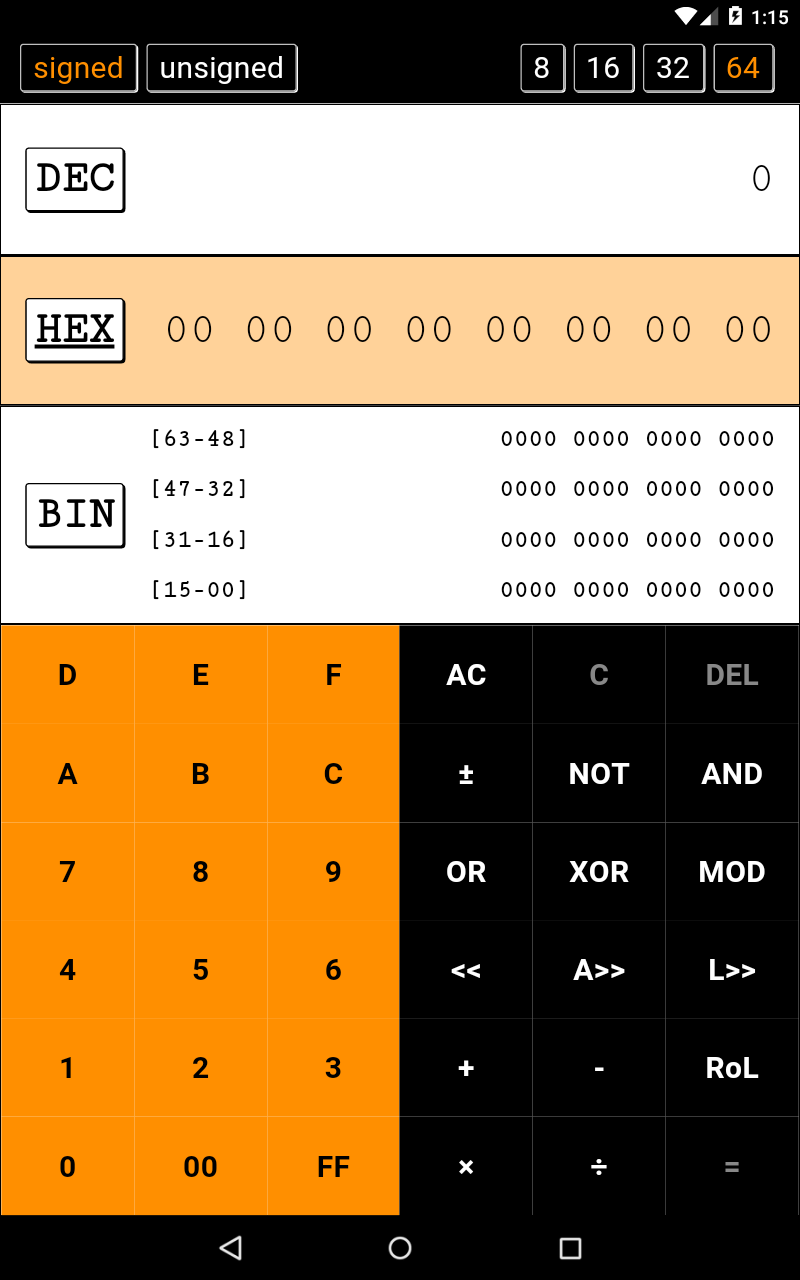 1:15
signed unsigned 8 16 32 64
DEC 0
HEX 00 00 00 00 00 00 00 00
[63-48] 0000 0000 0000 0000
[47-32] 0000 0000 0000 0000
BIN
[31-16] 0000 0000 0000 0000
[15-00] 0000 0000 0000 0000
D E F AC C DEL
A B C ± NOT AND
7 8 9 OR XOR MOD
4 5 6 << A>> L>>
1 2 3 + - RoL
0 00 FF × ÷ =